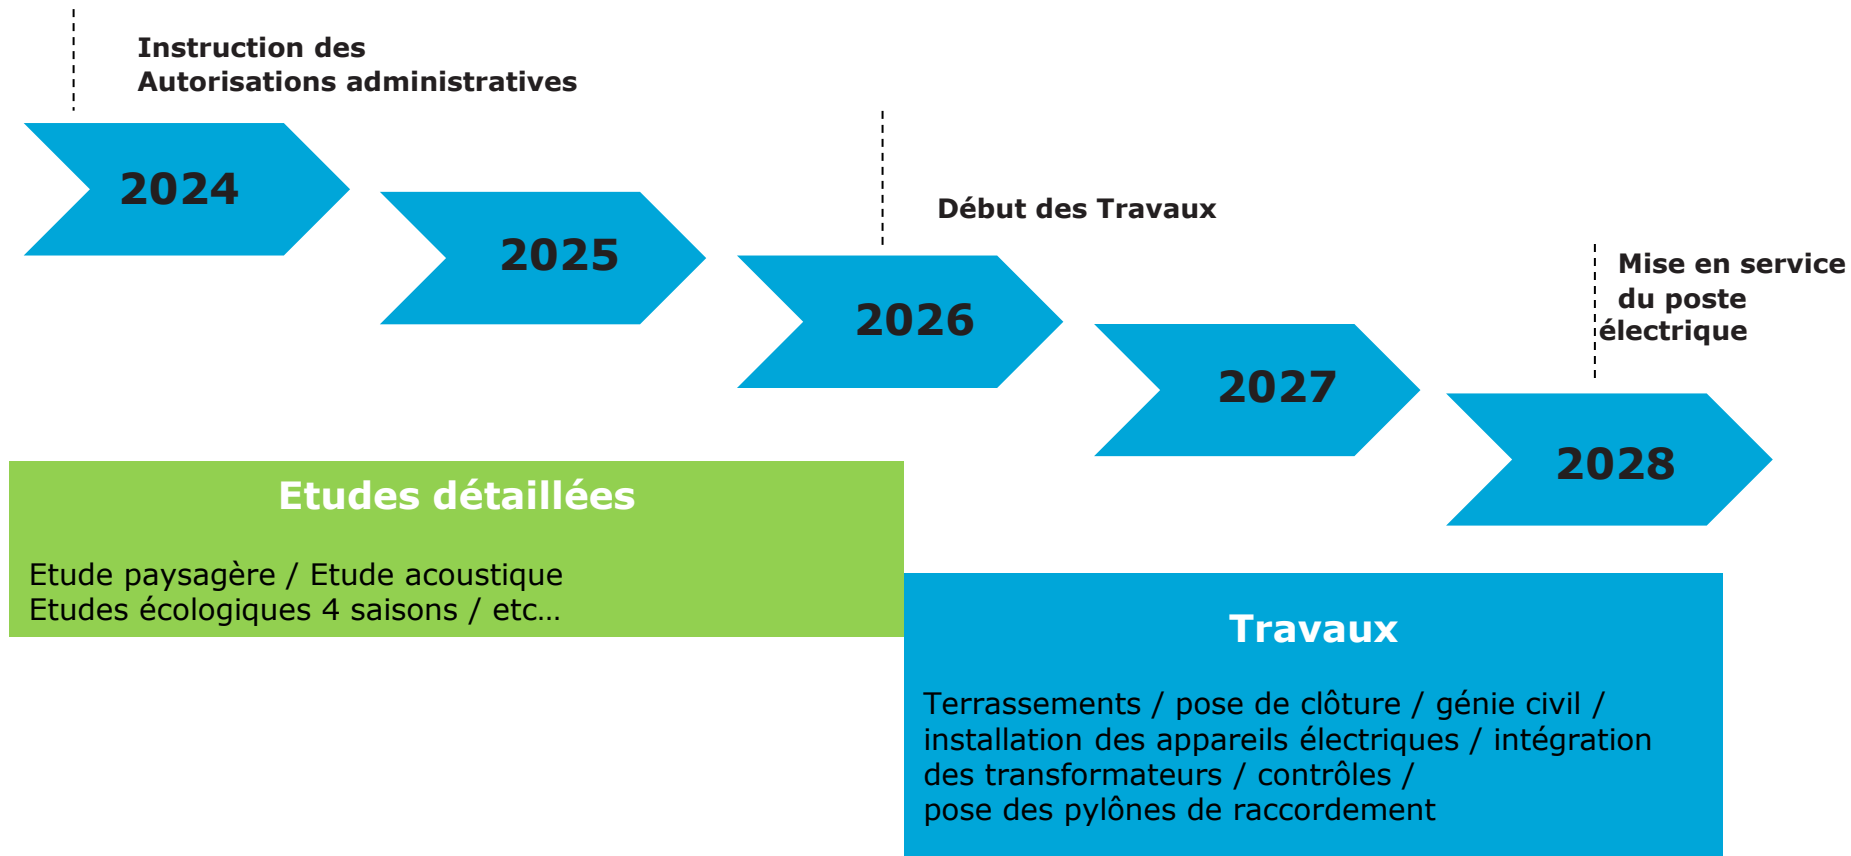 Instruction des
Autorisations administratives
2024
2025
Début des Travaux
2026
Mise en service
du poste
électrique
2027
2028
Etudes détaillées
Etude paysagère / Etude acoustique
Etudes écologiques 4 saisons / etc…
Travaux
Terrassements / pose de clôture / génie civil /
installation des appareils électriques / intégration
des transformateurs / contrôles /
pose des pylônes de raccordement